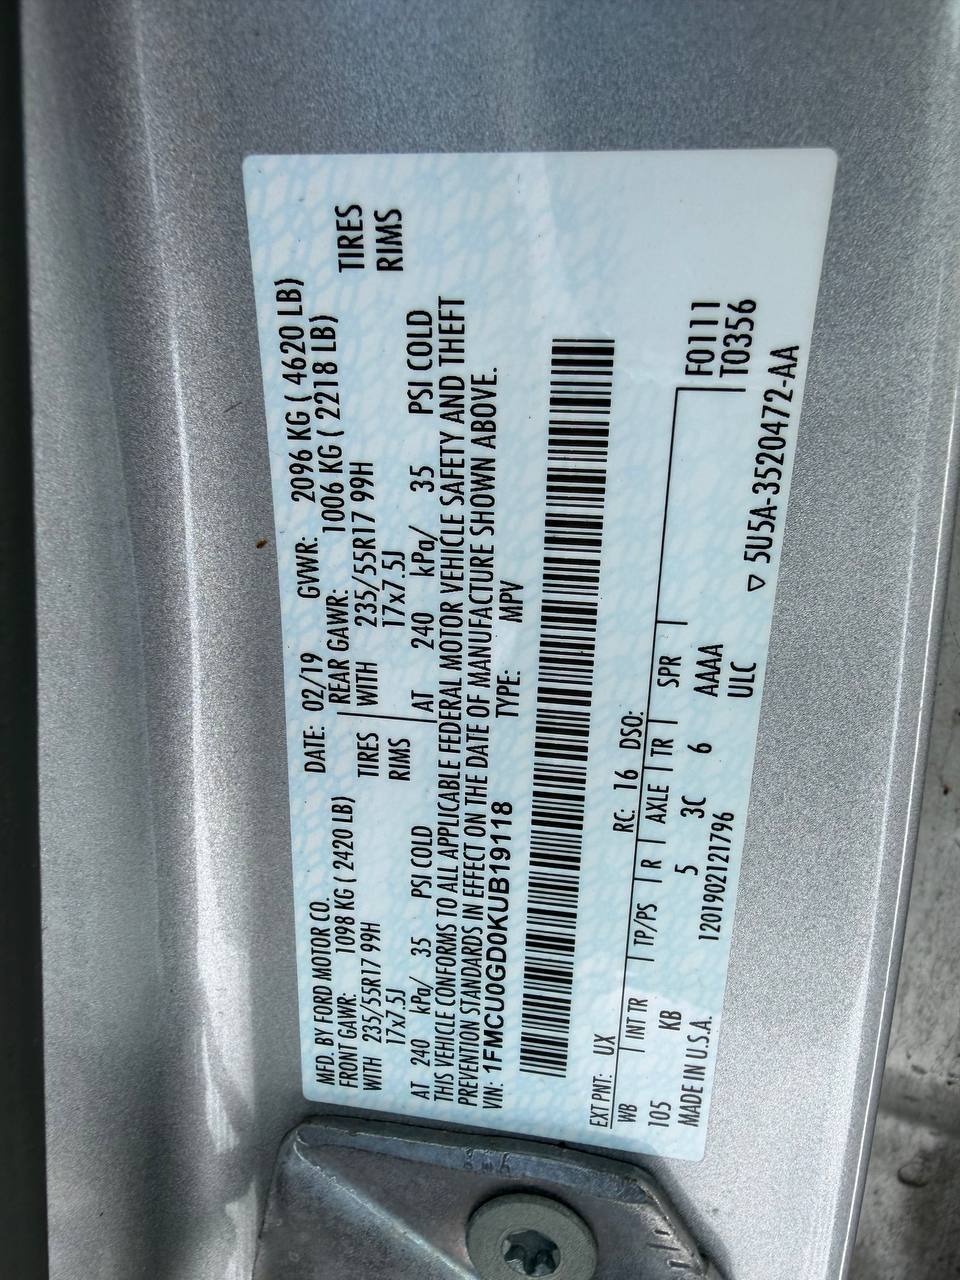 MFD. BY FORD MOTOR CO. DATE: 02/19 GVWR: 2096 KG ( 4620 LB)
FRONT GAWR: 1098 KG ( 2420 LB) REAR GAWR: 1006 KG ( 2218 LB)
WITH 235/55R17 99H TIRES WITH 235/55R17 99H TIRES
17x7.5J RIMS 17x7.5J RIMS
AT 240 kPa/ 35 PSI COLD AT 240 kPa/ 35 PSI COLD
THIS VEHICLE CONFORMS TO ALL APPLICABLE FEDERAL MOTOR VEHICLE SAFETY AND THEFT
PREVENTION STANDARDS IN EFFECT ON THE DATE OF MANUFACTURE SHOWN ABOVE.
VIN: 1FMCU0GD0KUB19118 TYPE: MPV
EXT PNT: UX RC: 16 DSO:
WB INT TR TP/PS R AXLE TR SPR F0111
105 KB 5 3C 6 AAAA T0356
MADE IN U.S.A. 1201902121796 ULC
▽ 5U5A-3520472-AA